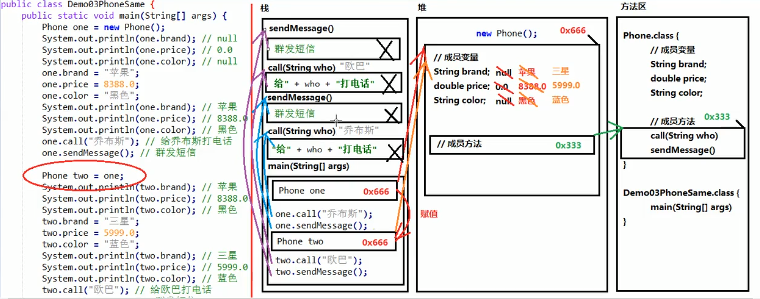 public class Demo03PhoneSame {
public static void main(String[] args) {
Phone one = new Phone();
System.out.println(one.brand); // null
System.out.println(one.price); // 0.0
System.out.println(one.color); // null
one.brand = "苹果";
one.price = 8388.0;
one.color = "黑色";
System.out.println(one.brand); // 苹果
System.out.println(one.price); // 8388.0
System.out.println(one.color); // 黑色
one.call("乔布斯"); // 给乔布斯打电话
one.sendMessage(); // 群发短信
Phone two = one;
System.out.println(two.brand); // 苹果
System.out.println(two.price); // 8388.0
System.out.println(two.color); // 黑色
two.brand = "三星";
two.price = 5999.0;
two.color = "蓝色";
System.out.println(two.brand); // 三星
System.out.println(two.price); // 5999.0
System.out.println(two.color); // 蓝色
two.call("欧巴"); // 给欧巴打电话
栈
sendMessage()
群发短信
call(String who) "欧巴"
给" + who + "打电话"
sendMessage()
群发短信
call(String who) "乔布斯"
"给" + who + "打电话"
main(String[] args)
Phone one 0x666
one.call("乔布斯");
one.sendMessage();
Phone two 0x666
two.call("欧巴");
two.sendMessage();
赋值
堆
new Phone(); 0x666
// 成员变量
String brand; null 苹果 三星
double price; 0.0 8388.0 5999.0
String color; null 黑色 蓝色
// 成员方法 0x333
方法区
Phone.class {
// 成员变量
String brand;
double price;
String color;
// 成员方法 0x333
call(String who)
sendMessage()
}
Demo03PhoneSame.class {
main(String[] args)
}